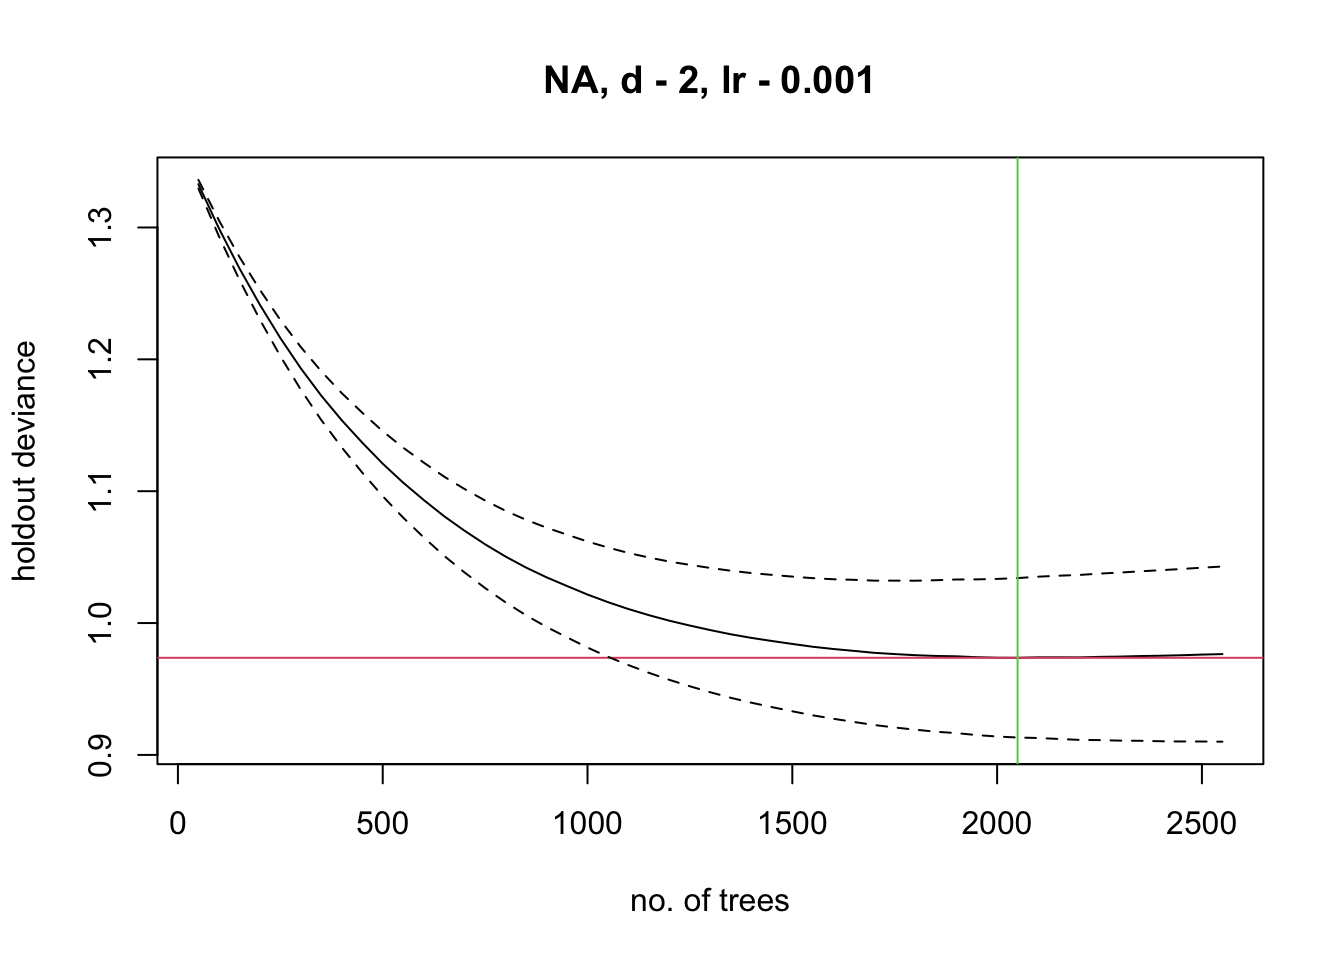 NA, d - 2, lr - 0.001
holdout deviance
1.3
1.2
1.1
1.0
0.9
0 500 1000 1500 2000 2500
no. of trees